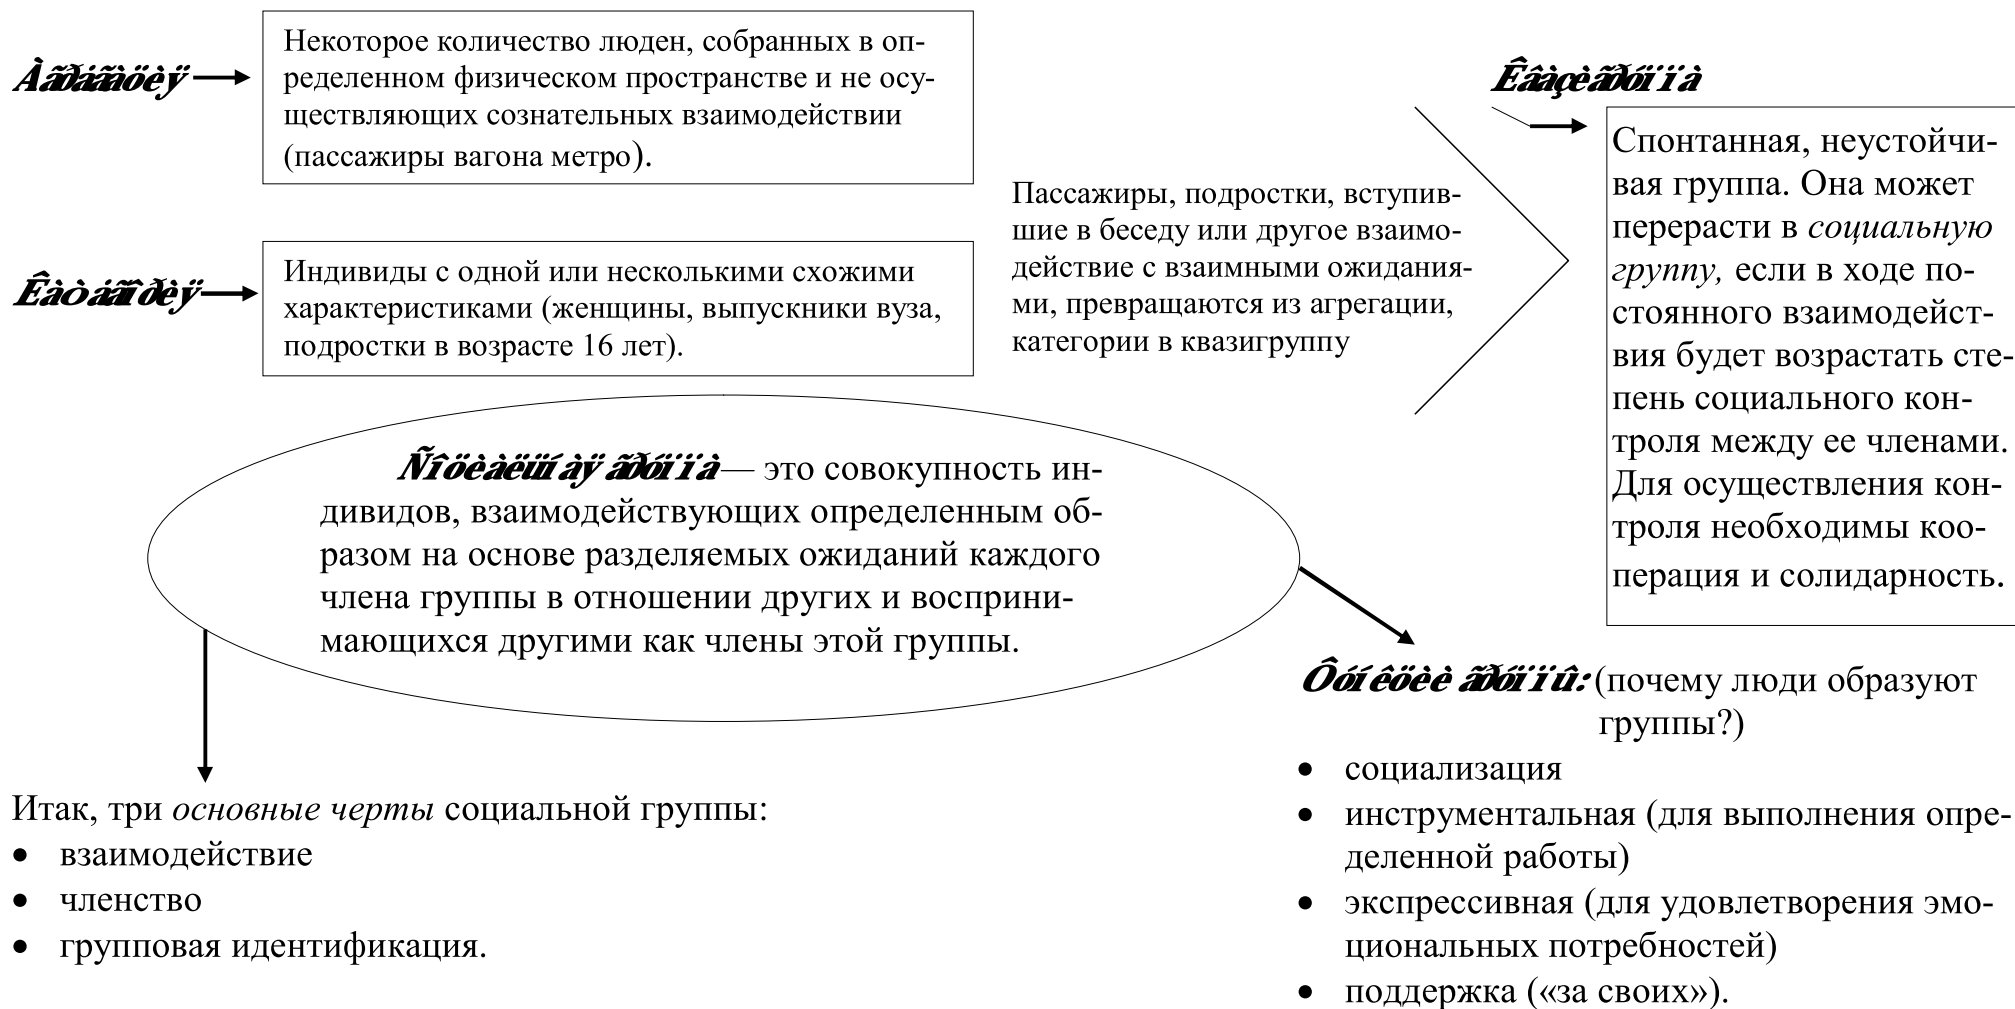 Àãðåãàöèÿ
Некоторое количество люден, собранных в оп-
ределенном физическом пространстве и не осу-
ществляющих сознательных взаимодействии
(пассажиры вагона метро).
Êàòåãîðèÿ
Индивиды с одной или несколькими схожими
характеристиками (женщины, выпускники вуза,
подростки в возрасте 16 лет).
Пассажиры, подростки, вступив-
шие в беседу или другое взаимо-
действие с взаимными ожидания-
ми, превращаются из агрегации,
категории в квазигруппу
Êâàçèãðóïïà
Спонтанная, неустойчи-
вая группа. Она может
перерасти в социальную
группу, если в ходе по-
стоянного взаимодейст-
вия будет возрастать сте-
пень социального кон-
троля между ее членами.
Для осуществления кон-
троля необходимы коо-
перация и солидарность.
Ñîöèàëüíàÿ ãðóïïà — это совокупность ин-
дивидов, взаимодействующих определенным об-
разом на основе разделяемых ожиданий каждого
члена группы в отношении других и восприни-
мающихся другими как члены этой группы.
Итак, три основные черты социальной группы:
• взаимодействие
• членство
• групповая идентификация.
Ôóíêöèè ãðóïïû: (почему люди образуют
группы?)
• социализация
• инструментальная (для выполнения опре-
деленной работы)
• экспрессивная (для удовлетворения эмо-
циональных потребностей)
• поддержка («за своих»).